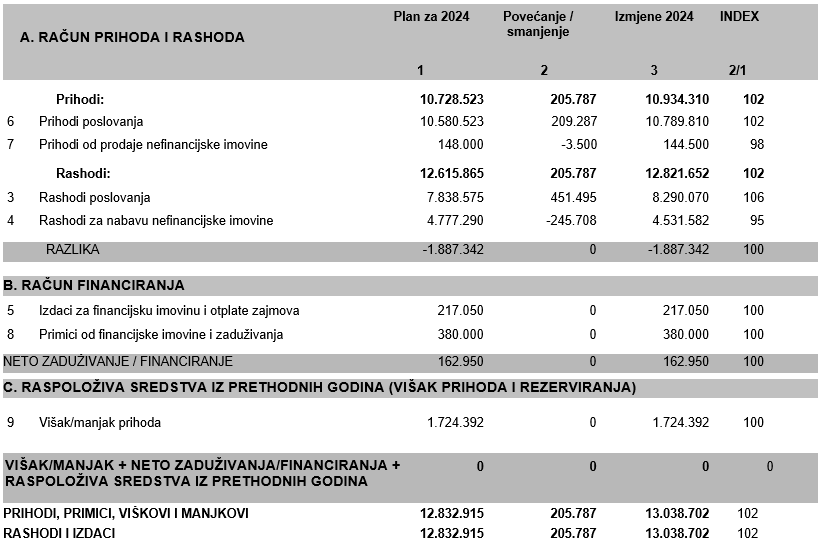 Plan za 2024 Povećanje / Izmjene 2024 INDEX
A. RAČUN PRIHODA I RASHODA smanjenje
1 2 3 2/1
Prihodi: 10.728.523 205.787 10.934.310 102
6 Prihodi poslovanja 10.580.523 209.287 10.789.810 102
7 Prihodi od prodaje nefinancijske imovine 148.000 -3.500 144.500 98
Rashodi: 12.615.865 205.787 12.821.652 102
3 Rashodi poslovanja 7.838.575 451.495 8.290.070 106
4 Rashodi za nabavu nefinancijske imovine 4.777.290 -245.708 4.531.582 95
RAZLIKA -1.887.342 0 -1.887.342 100
B. RAČUN FINANCIRANJA
5 Izdaci za financijsku imovinu i otplate zajmova 217.050 0 217.050 100
8 Primici od financijske imovine i zaduživanja 380.000 0 380.000 100
NETO ZADUŽIVANJE / FINANCIRANJE 162.950 0 162.950 100
C. RASPOLOŽIVA SREDSTVA IZ PRETHODNIH GODINA (VIŠAK PRIHODA I REZERVIRANJA)
9 Višak/manjak prihoda 1.724.392 0 1.724.392 100
VIŠAK/MANJAK + NETO ZADUŽIVANJA/FINANCIRANJA + 0 0 0 0
RASPOLOŽIVA SREDSTVA IZ PRETHODNIH GODINA
PRIHODI, PRIMICI, VIŠKOVI I MANJKOVI 12.832.915 205.787 13.038.702 102
RASHODI I IZDACI 12.832.915 205.787 13.038.702 102